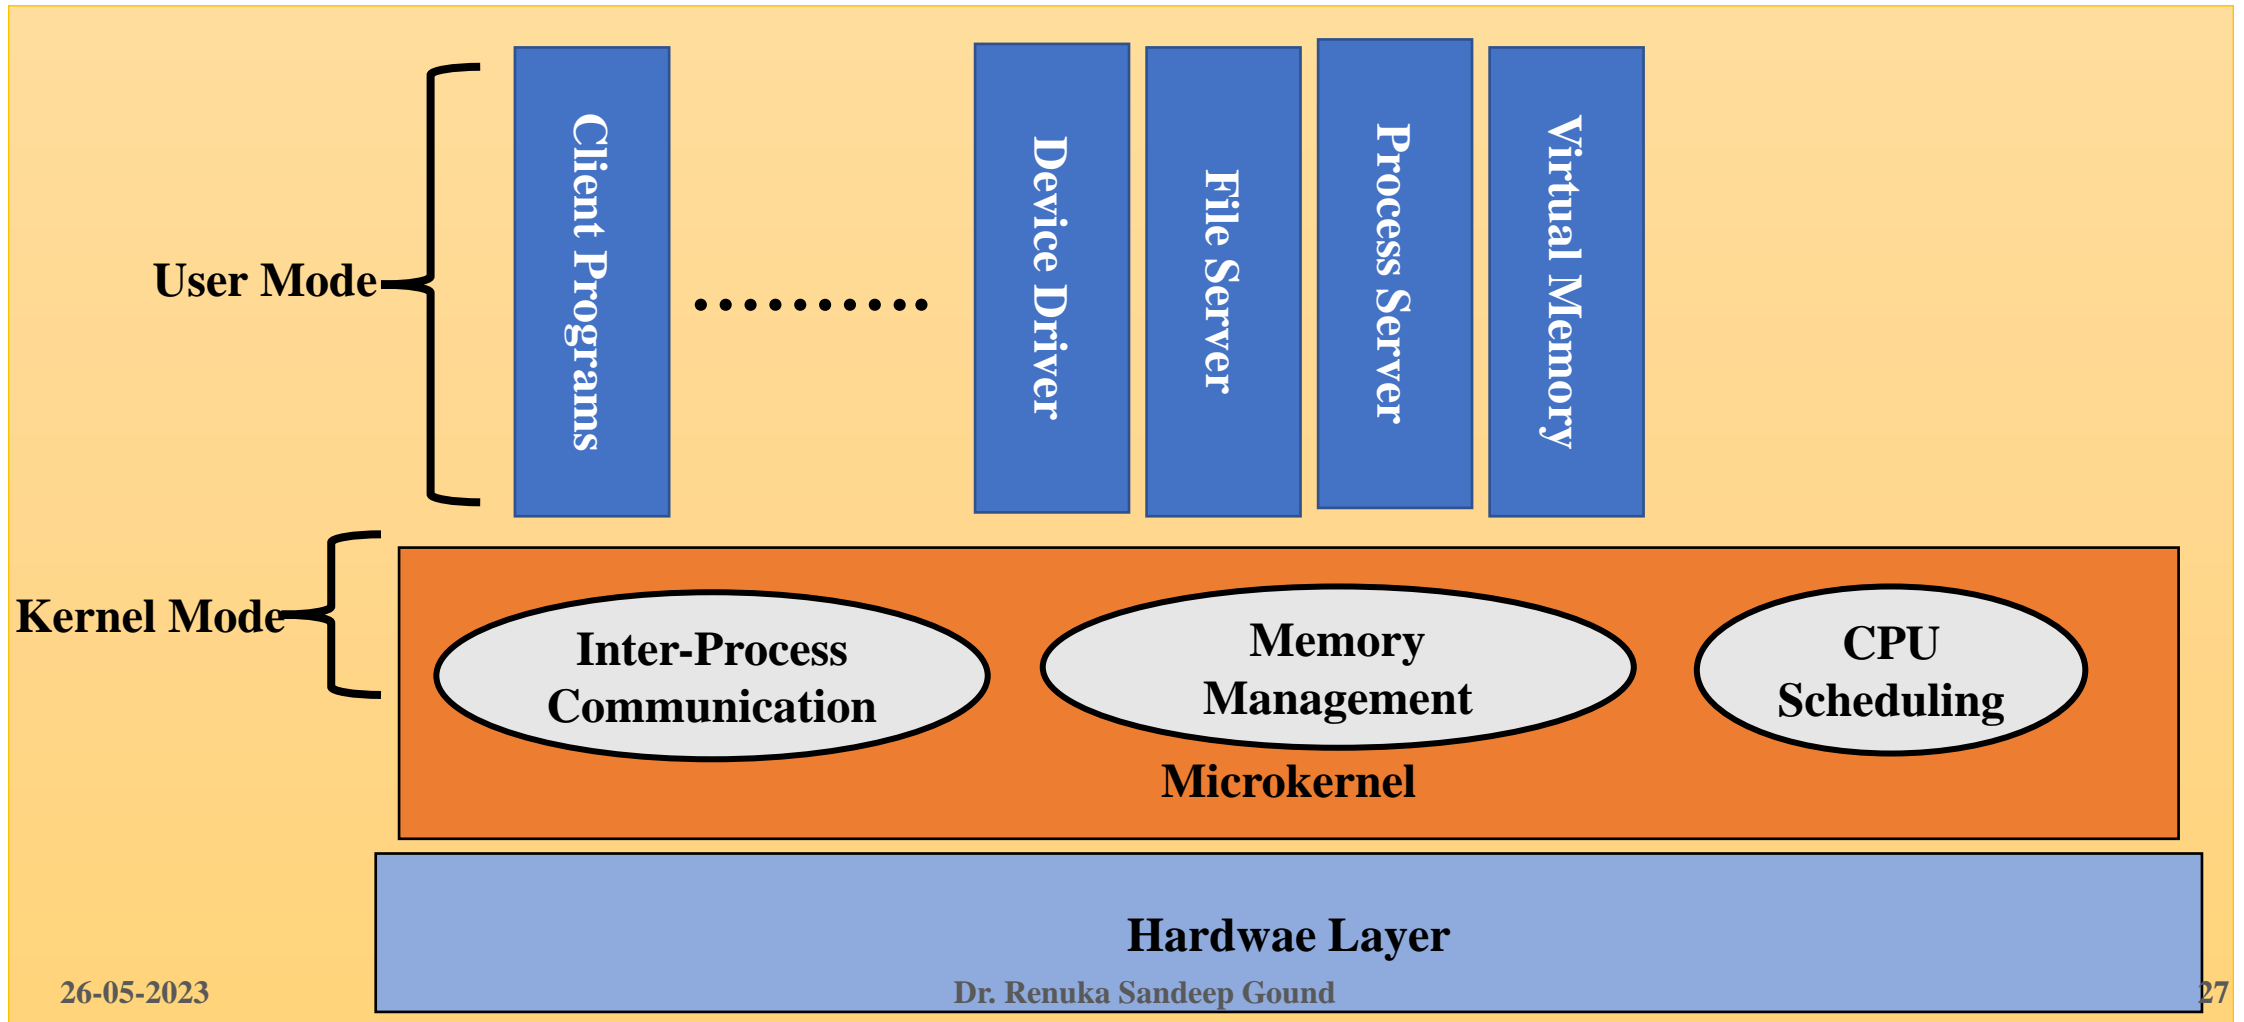 Client Programs
Device Driver
File Server
Process Server
Virtual Memory
User Mode
Kernel Mode
Inter-Process
Communication
Memory
Management
CPU
Scheduling
Microkernel
Hardwae Layer
26-05-2023
Dr. Renuka Sandeep Gound
27